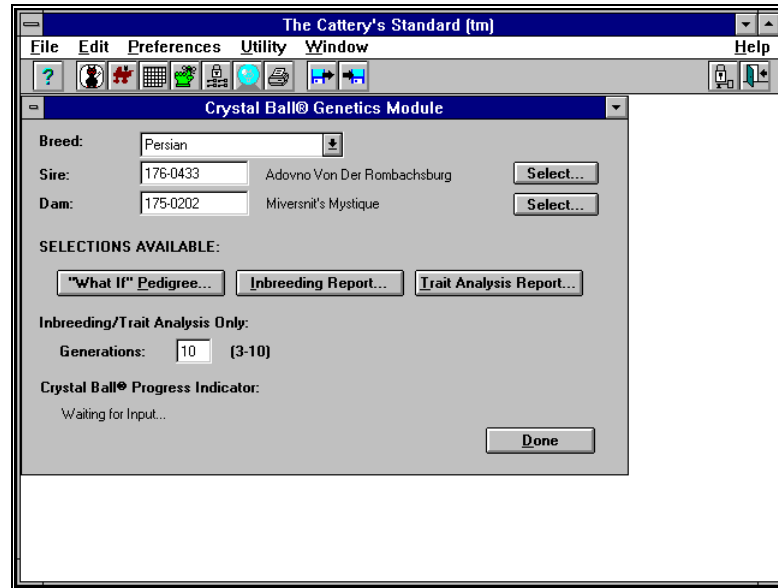 The Cattery's Standard (tm)
File Edit Preferences Utility Window Help
?
Crystal Ball® Genetics Module
Breed: Persian
Sire: 176-0433 Adovno Von Der Rombachsburg Select...
Dam: 175-0202 Miversnit's Mystique Select...
SELECTIONS AVAILABLE:
"What If" Pedigree... Inbreeding Report... Trait Analysis Report...
Inbreeding/Trait Analysis Only:
Generations: 10 (3-10)
Crystal Ball® Progress Indicator:
Waiting for Input...
Done